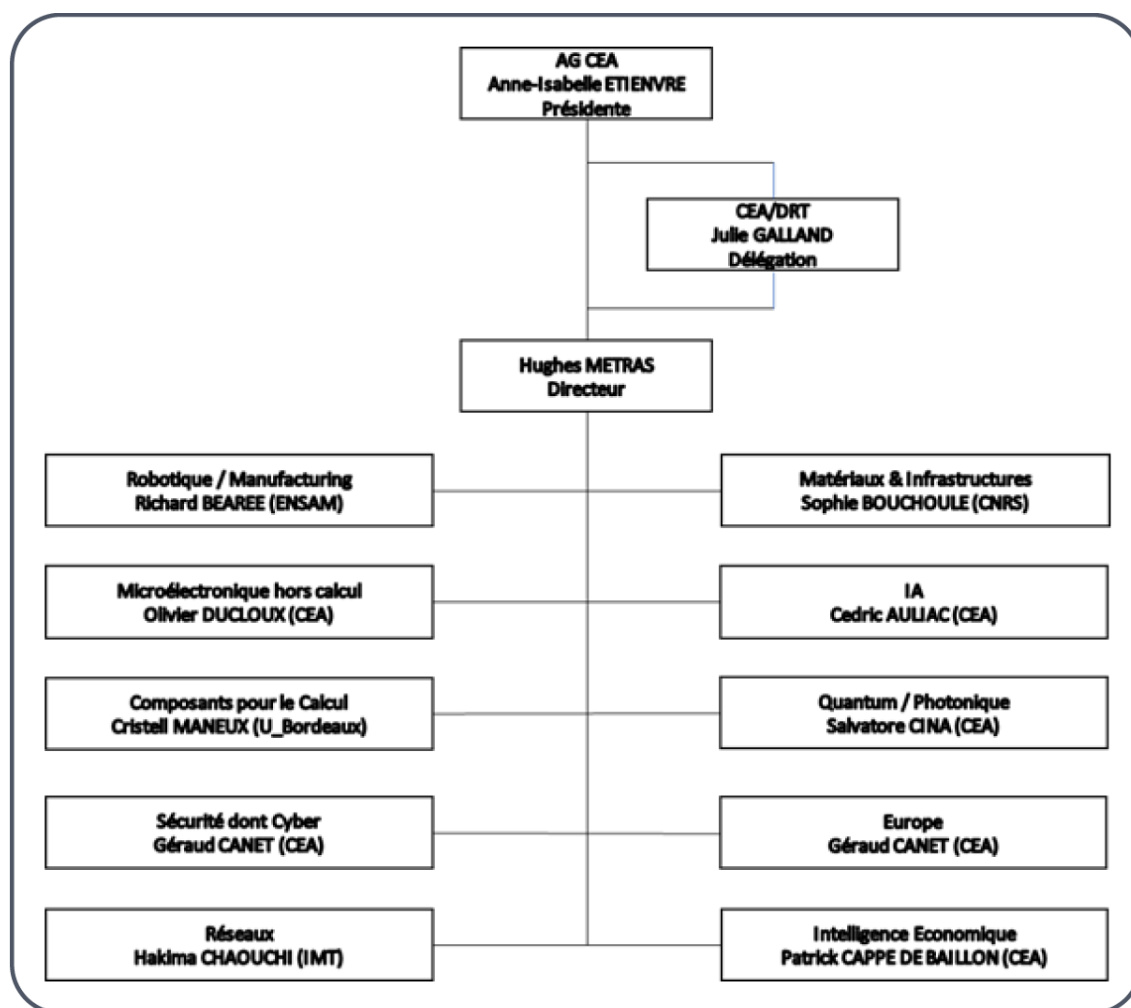 AG CEA
Anne-Isabelle ETIENVRE
Présidente
CEA/DRT
Julie GALLAND
Délégation
Hughes METRAS
Directeur
Robotique / Manufacturing
Richard BEAREE (ENSAM)
Matériaux & Infrastructures
Sophie BOUCHOULE (CNRS)
Microélectronique hors calcul
Olivier DUCLOUX (CEA)
IA
Cedric AULIAC (CEA)
Composants pour le Calcul
Cristell MANEUX (U_Bordeaux)
Quantum / Photonique
Salvatore CINA (CEA)
Sécurité dont Cyber
Géraud CANET (CEA)
Europe
Géraud CANET (CEA)
Réseaux
Hakima CHAOUCHI (IMT)
Intelligence Economique
Patrick CAPPE DE BAILLON (CEA)